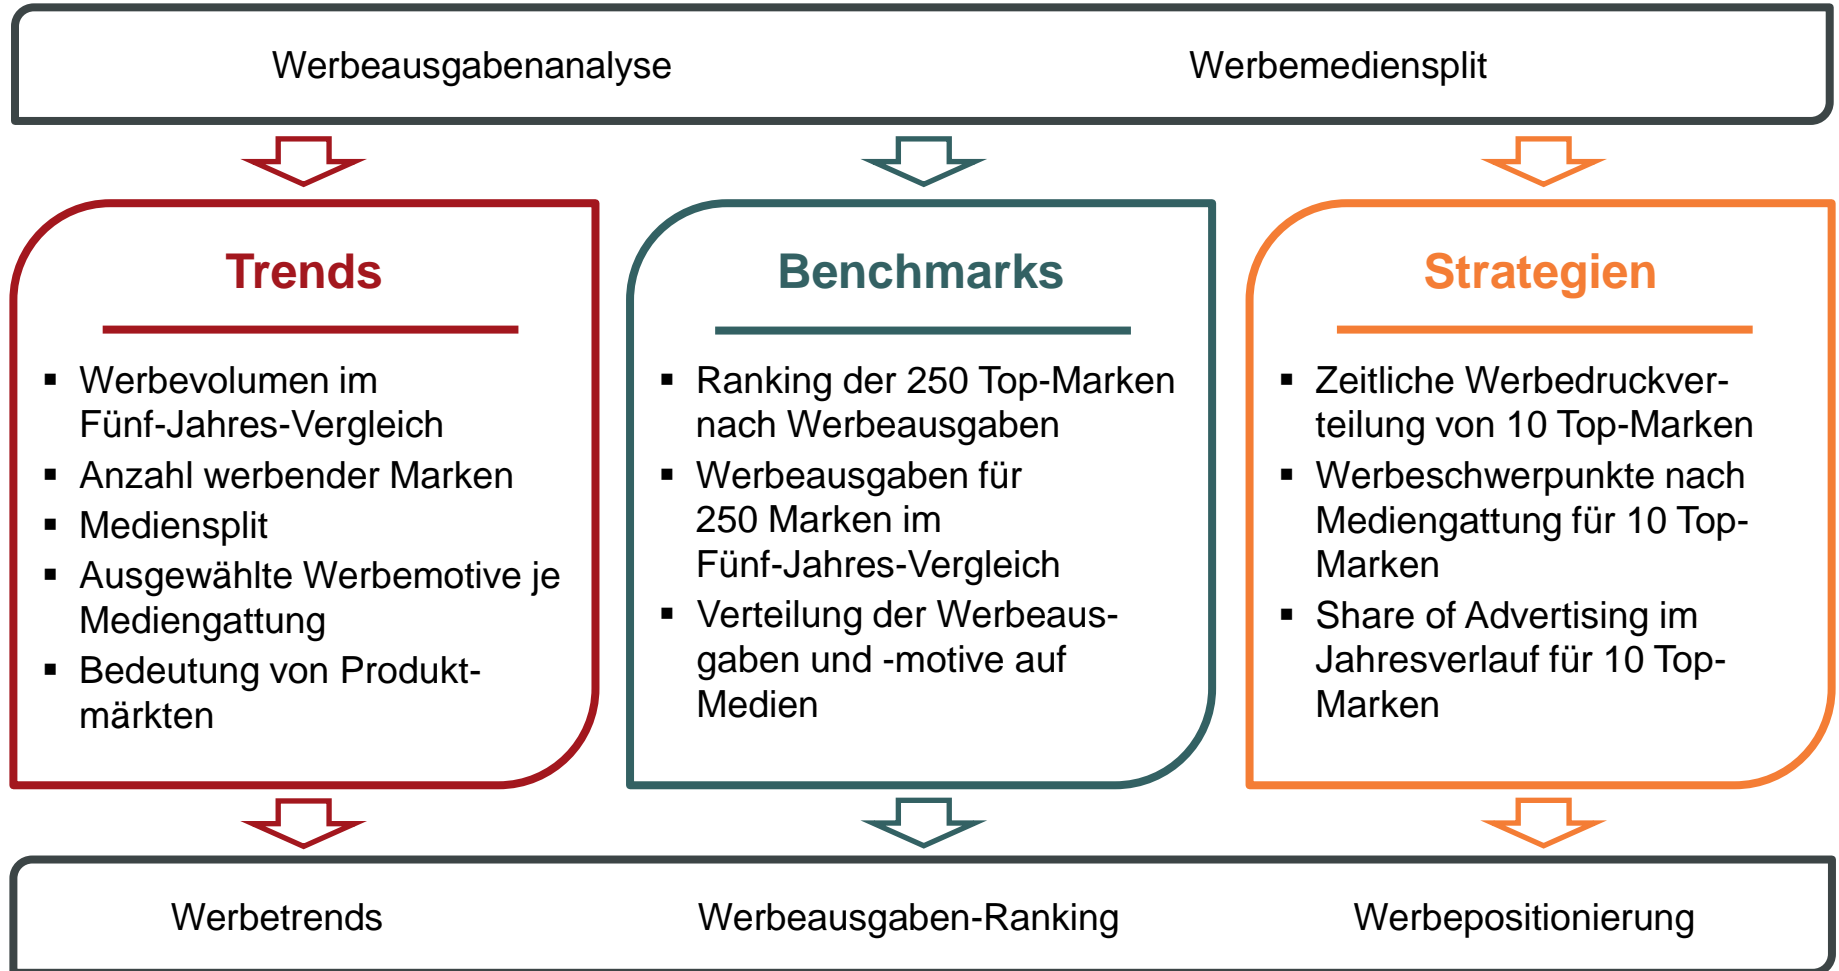 Werbeausgabenanalyse
Werbemediensplit
Trends
▪ Werbevolumen im
Fünf-Jahres-Vergleich
▪ Anzahl werbender Marken
▪ Mediensplit
▪ Ausgewählte Werbemotive je
Mediengattung
▪ Bedeutung von Produkt-
märkten
Benchmarks
▪ Ranking der 250 Top-Marken
nach Werbeausgaben
▪ Werbeausgaben für
250 Marken im
Fünf-Jahres-Vergleich
▪ Verteilung der Werbeaus-
gaben und -motive auf
Medien
Strategien
▪ Zeitliche Werbedruckver-
teilung von 10 Top-Marken
▪ Werbeschwerpunkte nach
Mediengattung für 10 Top-
Marken
▪ Share of Advertising im
Jahresverlauf für 10 Top-
Marken
Werbetrends
Werbeausgaben-Ranking
Werbepositionierung